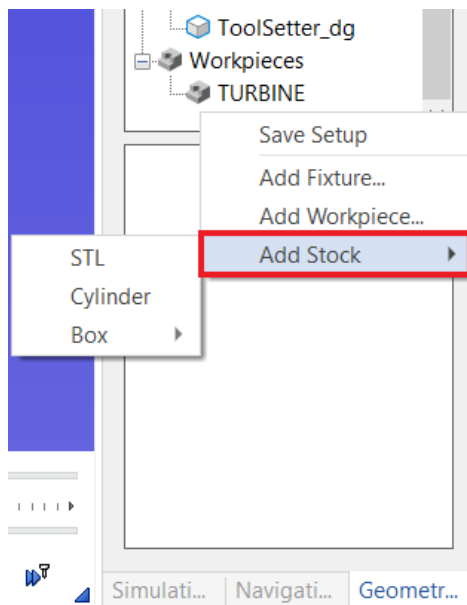 ToolSetter_dg
Workpieces
TURBINE
Save Setup
Add Fixture...
Add Workpiece...
Add Stock
STL
Cylinder
Box
Simulati... Navigati... Geometr...